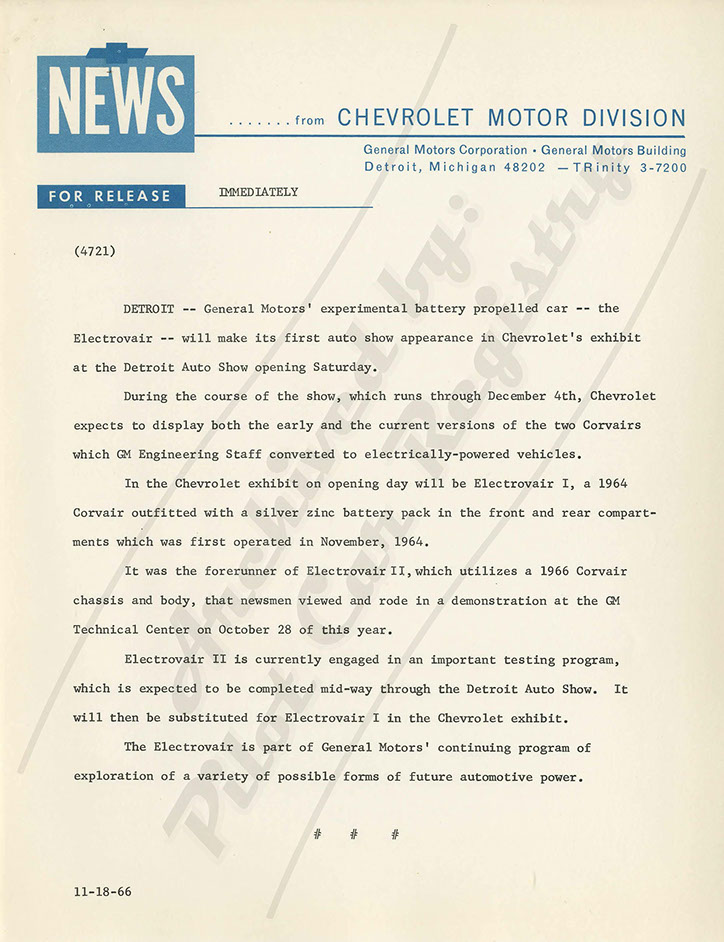 NEWS
.......from CHEVROLET MOTOR DIVISION
General Motors Corporation • General Motors Building
Detroit, Michigan 48202 — TRinity 3-7200
FOR RELEASE IMMEDIATELY
(4721)
DETROIT -- General Motors' experimental battery propelled car -- the
Electrovair -- will make its first auto show appearance in Chevrolet's exhibit
at the Detroit Auto Show opening Saturday.
During the course of the show, which runs through December 4th, Chevrolet
expects to display both the early and the current versions of the two Corvairs
which GM Engineering Staff converted to electrically-powered vehicles.
In the Chevrolet exhibit on opening day will be Electrovair I, a 1964
Corvair outfitted with a silver zinc battery pack in the front and rear compart-
ments which was first operated in November, 1964.
It was the forerunner of Electrovair II, which utilizes a 1966 Corvair
chassis and body, that newsmen viewed and rode in a demonstration at the GM
Technical Center on October 28 of this year.
Electrovair II is currently engaged in an important testing program,
which is expected to be completed mid-way through the Detroit Auto Show. It
will then be substituted for Electrovair I in the Chevrolet exhibit.
The Electrovair is part of General Motors' continuing program of
exploration of a variety of possible forms of future automotive power.
# # #
11-18-66
Archived by:
Pilot Car Registry